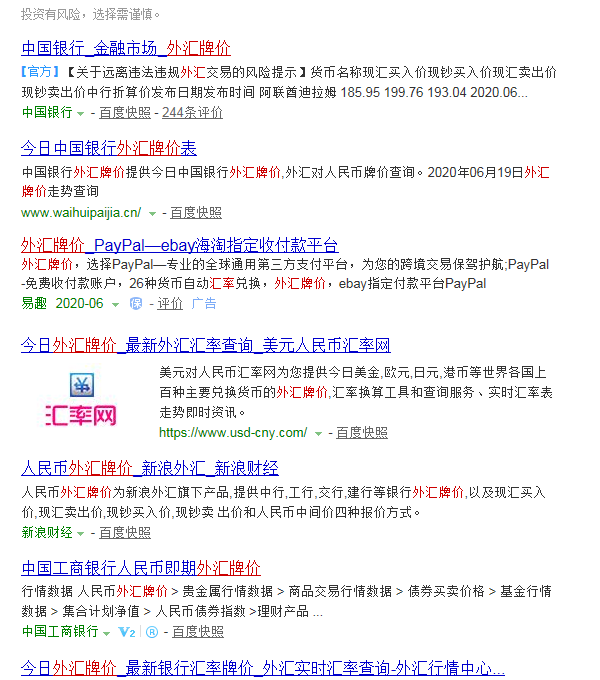 投资有风险，选择需谨慎。
中国银行_金融市场_外汇牌价
【官方】【关于远离违法违规外汇交易的风险提示】货币名称现汇买入价现钞买入价现汇卖出价
现钞卖出价中行折算价发布日期发布时间 阿联酋迪拉姆 185.95 199.76 193.04 2020.06...
中国银行 - 百度快照 - 244条评价
今日中国银行外汇牌价表
中国银行外汇牌价提供今日中国银行外汇牌价,外汇对人民币牌价查询。2020年06月19日外汇
牌价走势查询
www.waihuipaijia.cn/ - 百度快照
外汇牌价_PayPal—ebay海淘指定收付款平台
外汇牌价，选择PayPal—专业的全球通用第三方支付平台，为您的跨境交易保驾护航;PayPal
-免费收付款账户，26种货币自动汇率兑换，外汇牌价，ebay指定付款平台PayPal
易趣 2020-06 保 - 评价 广告
今日外汇牌价_最新外汇汇率查询_美元人民币汇率网
美元对人民币汇率网为您提供今日美金,欧元,日元,港币等世界各国上
百种主要兑换货币的外汇牌价,汇率换算工具和查询服务、实时汇率表
走势即时资讯。
汇率网
https://www.usd-cny.com/ - 百度快照
人民币外汇牌价_新浪外汇_新浪财经
人民币外汇牌价为新浪外汇旗下产品,提供中行,工行,交行,建行等银行外汇牌价,以及现汇买入
价,现汇卖出价,现钞买入价,现钞卖 出价和人民币中间价四种报价方式。
新浪财经 - 百度快照
中国工商银行人民币即期外汇牌价
行情数据 人民币外汇牌价 > 贵金属行情数据 > 商品交易行情数据 > 债券买卖价格 > 基金行情
数据 > 集合计划净值 > 人民币债券指数 >理财产品 ...
中国工商银行 V2 ® - 百度快照
今日外汇牌价_最新银行汇率牌价_外汇实时汇率查询-外汇行情中心...